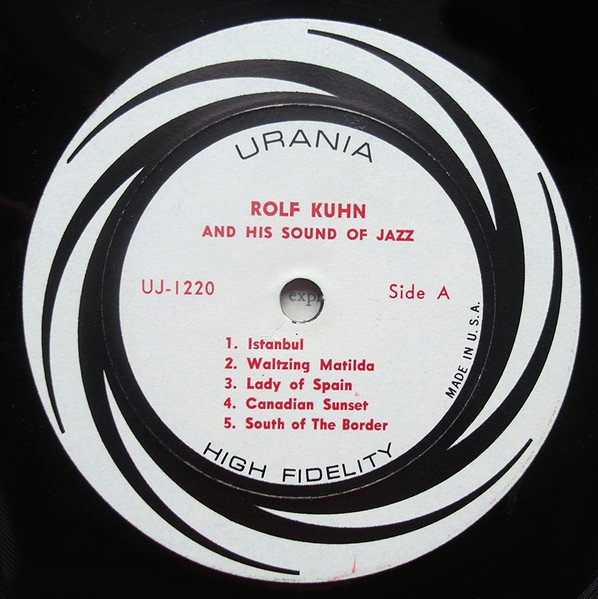 URANIA
ROLF KUHN
AND HIS SOUND OF JAZZ
UJ-1220
Side A
1. Istanbul
2. Waltzing Matilda
3. Lady of Spain
4. Canadian Sunset
5. South of The Border
MADE IN U.S.A.
HIGH FIDELITY